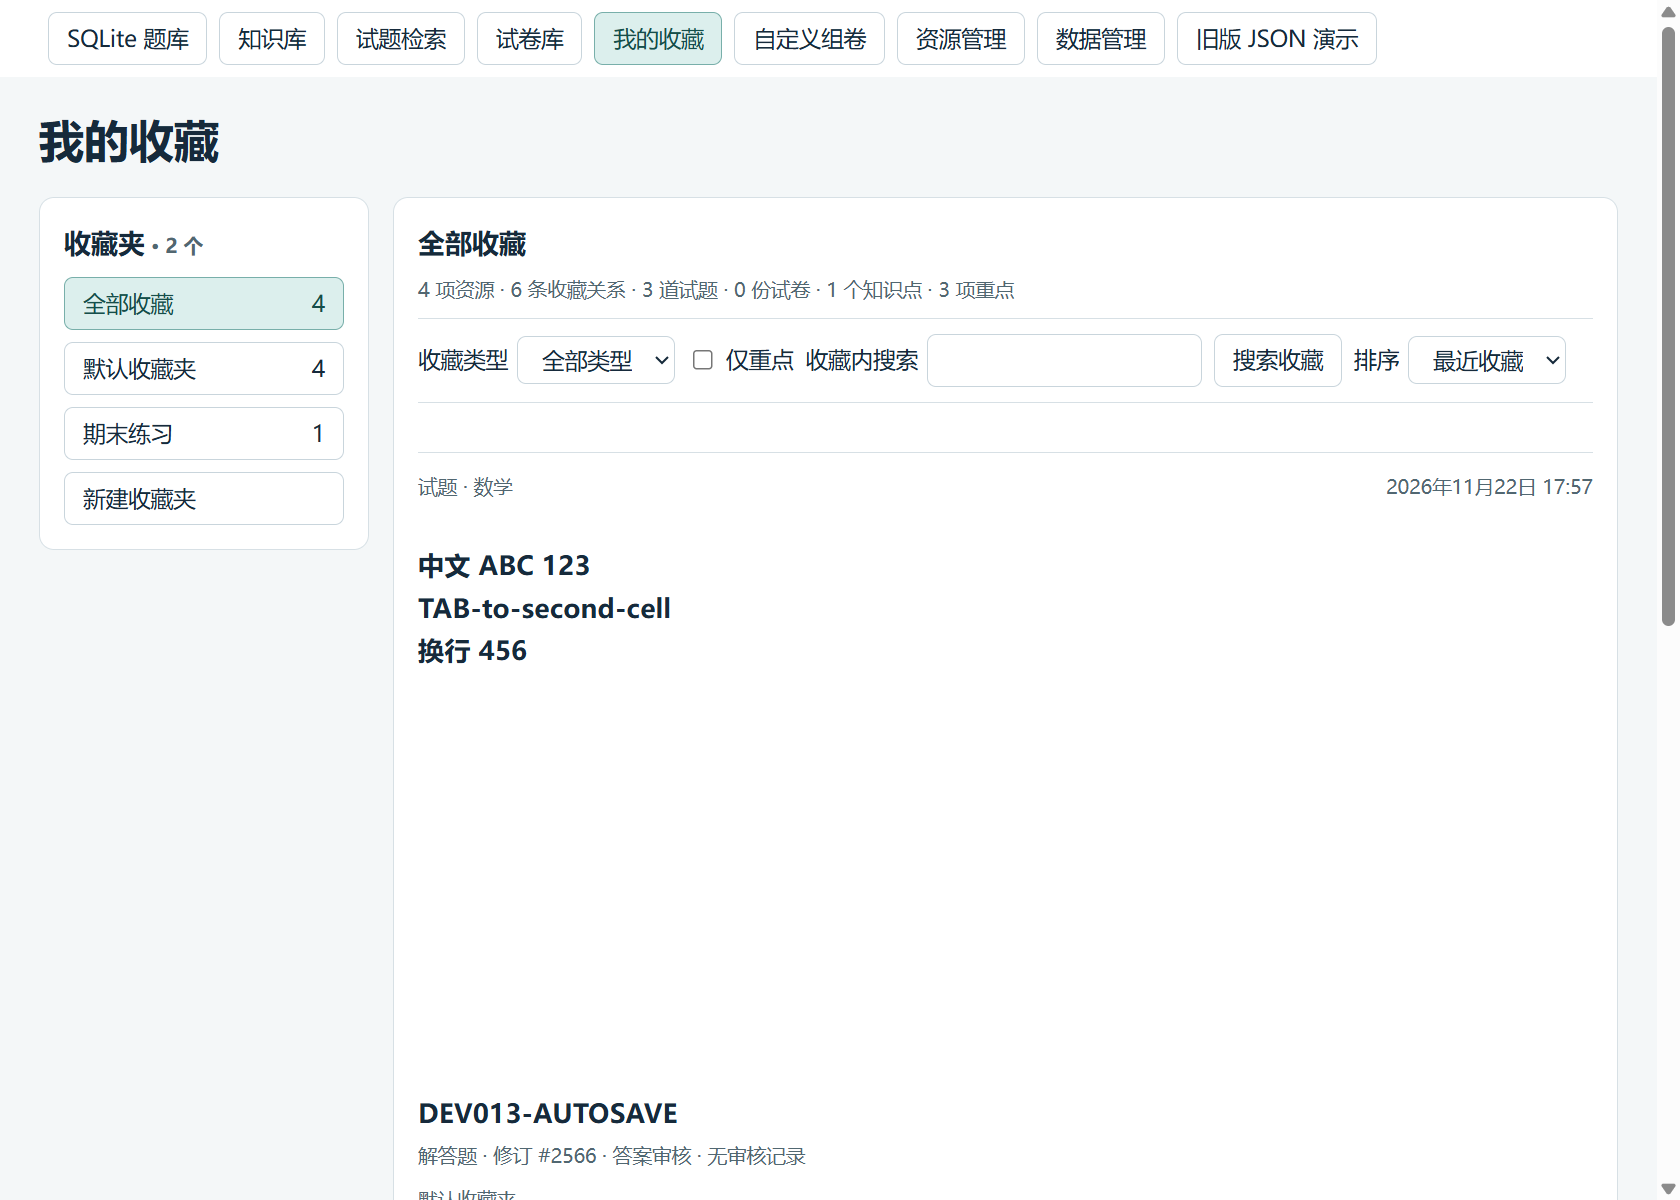 SQLite 题库 知识库 试题检索 试卷库 我的收藏 自定义组卷 资源管理 数据管理 旧版 JSON 演示
我的收藏
收藏夹 • 2 个
全部收藏 4
默认收藏夹 4
期末练习 1
新建收藏夹
全部收藏
4 项资源 · 6 条收藏关系 · 3 道试题 · 0 份试卷 · 1 个知识点 · 3 项重点
收藏类型 全部类型 仅重点 收藏内搜索 搜索收藏 排序 最近收藏
试题 · 数学 2026年11月22日 17:57
中文 ABC 123
TAB-to-second-cell
换行 456
DEV013-AUTOSAVE
解答题 · 修订 #2566 · 答案审核 · 无审核记录
默认收藏夹